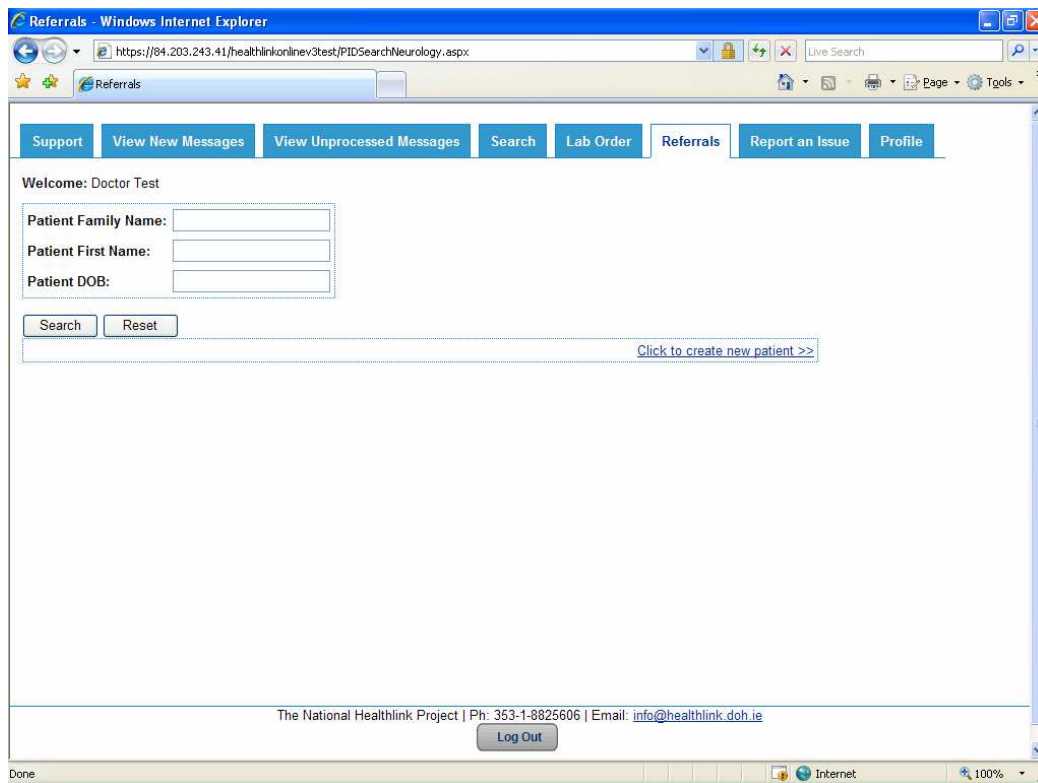 Referrals - Windows Internet Explorer
https://84.203.243.41/healthlinkonlinev3test/PIDSearchNeurology.aspx
Live Search
Referrals
Page
Tools
Support View New Messages View Unprocessed Messages Search Lab Order Referrals Report an Issue Profile
Welcome: Doctor Test
Patient Family Name:
Patient First Name:
Patient DOB:
Search Reset
Click to create new patient >>
The National Healthlink Project | Ph: 353-1-8825606 | Email: info@healthlink.doh.ie
Log Out
Done Internet 100%